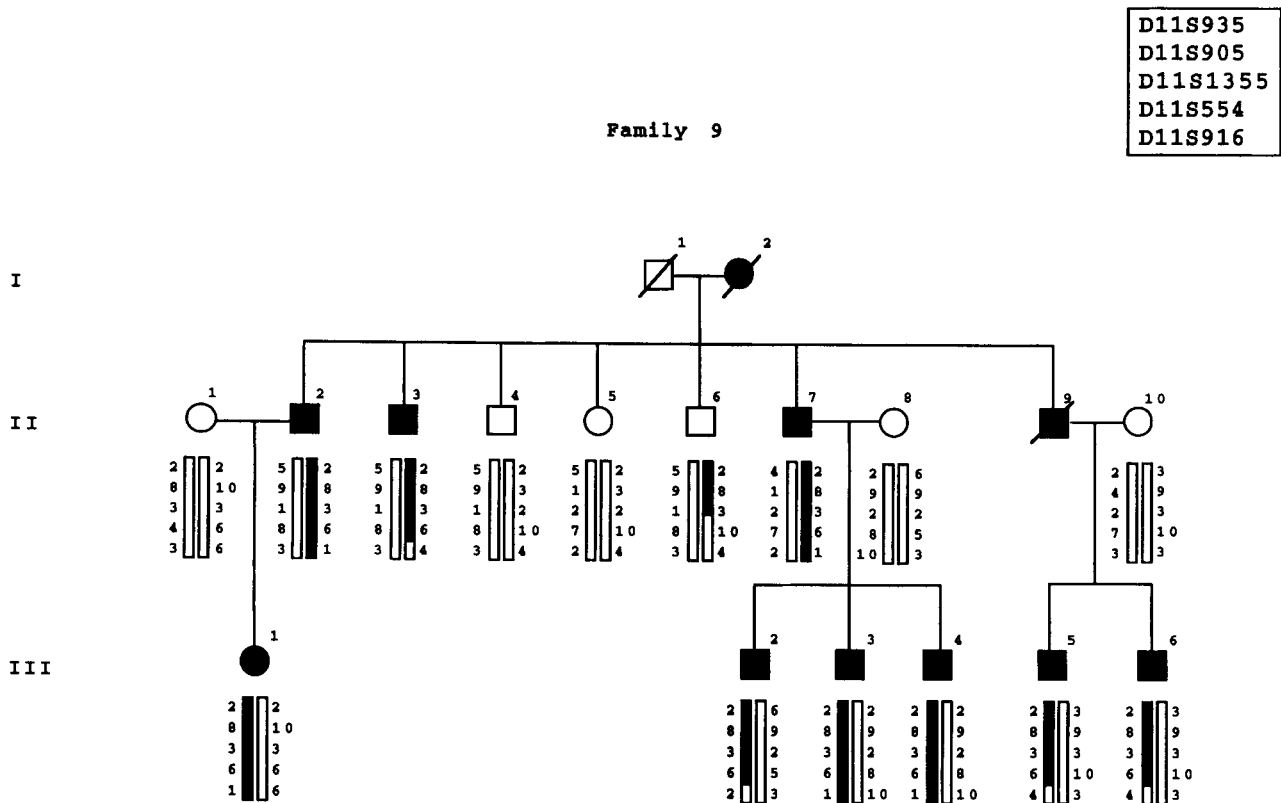 D11S935
D11S905
D11S1355
D11S554
D11S916
Family 9
1 2
I
1 2 3 4 5 6 7 8 9 10
II
2 2 5 2 5 2 5 2 5 2 5 2 4 2 2 6 2 3
8 10 9 8 9 8 9 3 1 3 9 8 1 8 9 9 4 9
3 3 1 3 1 3 1 2 2 2 1 3 2 3 2 2 2 3
4 6 8 6 8 6 8 10 7 10 8 10 7 6 8 5 7 10
3 6 3 1 3 4 3 4 2 4 3 4 2 1 10 3 3 3
1 2 3 4 5 6
III
2 2 2 6 2 2 2 2 2 3 2 3
8 10 8 9 8 9 8 9 8 9 8 9
3 3 3 2 3 2 3 2 3 3 3 3
6 6 6 5 6 8 6 8 6 10 6 10
1 6 2 3 1 10 1 10 4 3 4 3